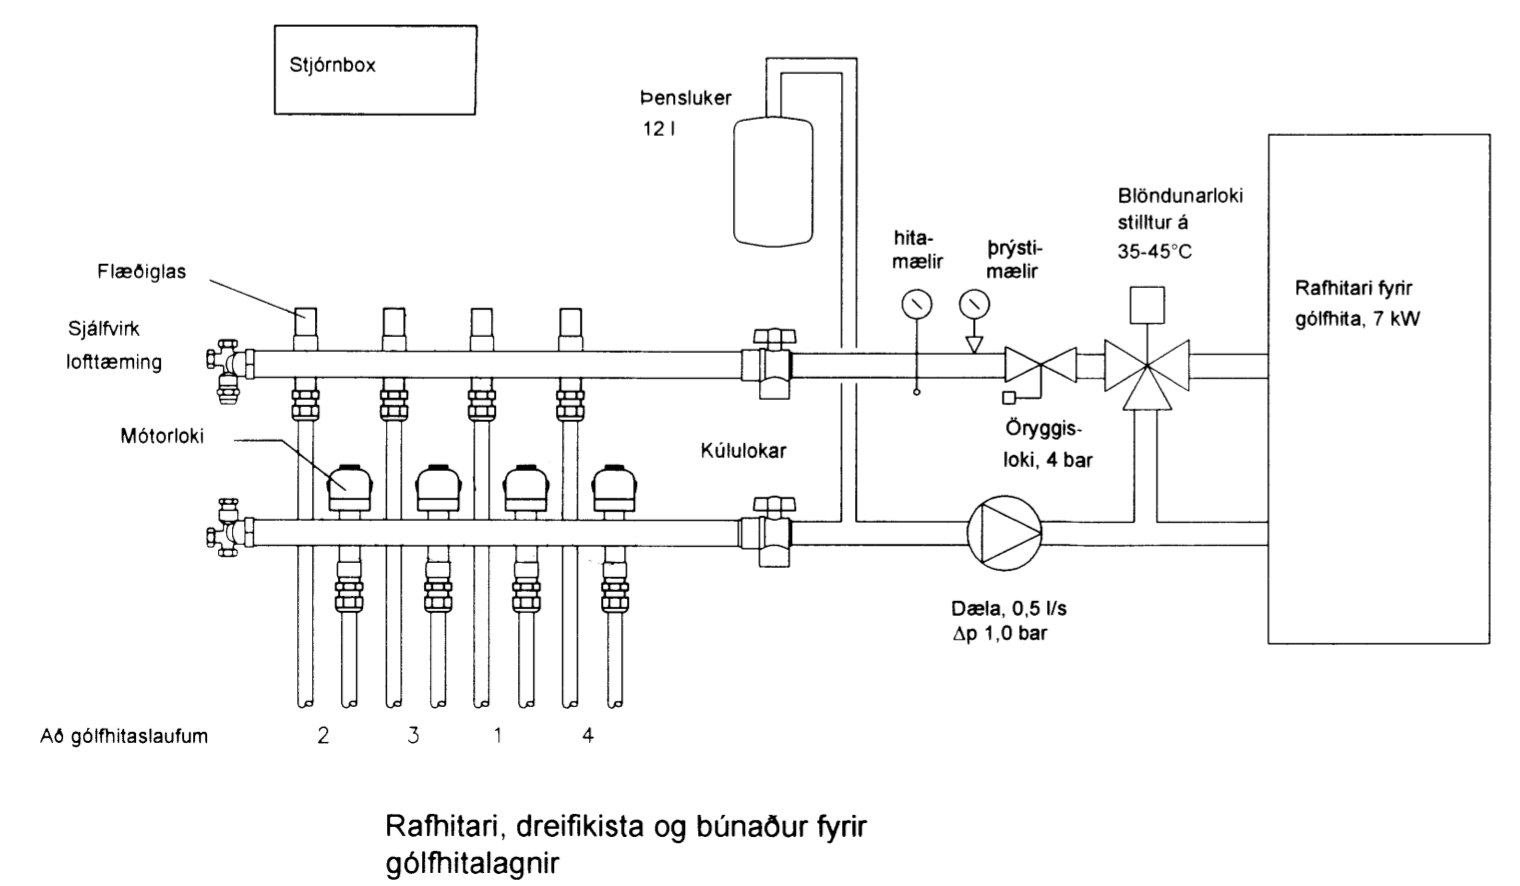 Stjórnbox
Þensluker
12 l
Blöndunarloki
stilltur á
35-45°C
hita-
mælir
þrýsti-
mælir
Flæðiglas
Rafhitari fyrir
gólfhita, 7 kW
Sjálfvirk
lofttæming
Mótorloki
Kúlulokar
Öryggis-
loki, 4 bar
Dæla, 0,5 l/s
Δp 1,0 bar
Að gólfhitaslaufum 2 3 1 4
Rafhitari, dreifikista og búnaður fyrir
gólfhitalagnir